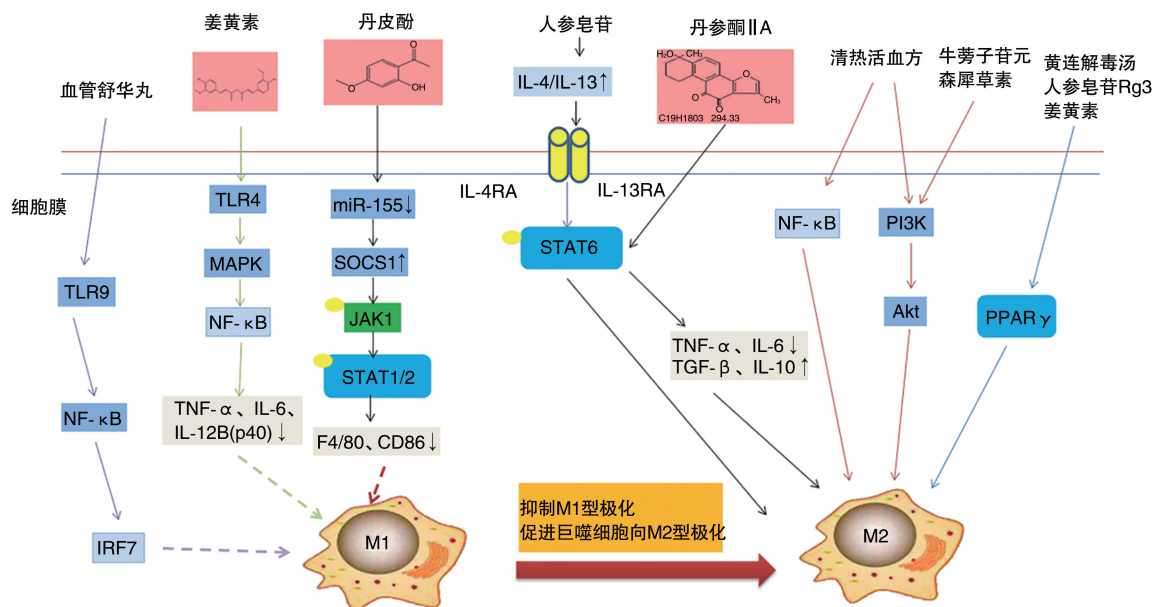 姜黄素
丹皮酚
人参皂苷
丹参酮ⅡA
血管舒华丸
清热活血方
牛蒡子苷元
森犀草素
黄连解毒汤
人参皂苷Rg3
姜黄素
O
O
OH
IL-4/IL-13↑
H₃C
CH₃
O
O
O
CH₃
C19H18O3 294.33
细胞膜
IL-4RA
IL-13RA
TLR4
miR-155↓
NF-κB
PI3K
STAT6
MAPK
SOCS1↑
TLR9
Akt
PPARγ
NF-κB
JAK1
TNF-α、IL-6↓
TGF-β、IL-10↑
STAT1/2
NF-κB
TNF-α、IL-6、
IL-12B(p40)↓
F4/80、CD86↓
抑制M1型极化
促进巨噬细胞向M2型极化
IRF7
M1
M2